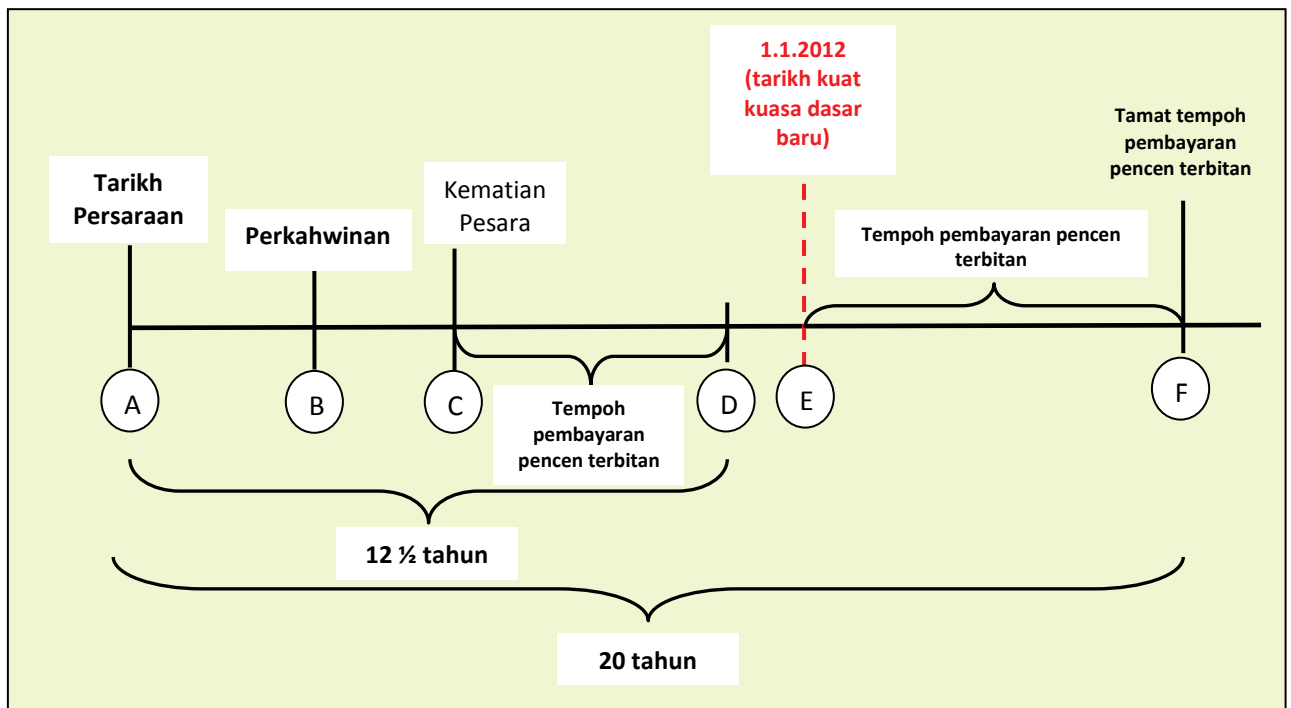 1.1.2012
(tarikh kuat
kuasa dasar
baru)
Tamat tempoh
pembayaran
pencen terbitan
Tarikh
Persaraan
Perkahwinan
Kematian
Pesara
Tempoh pembayaran pencen
terbitan
A
B
C
D
E
F
Tempoh
pembayaran
pencen terbitan
12 ½ tahun
20 tahun